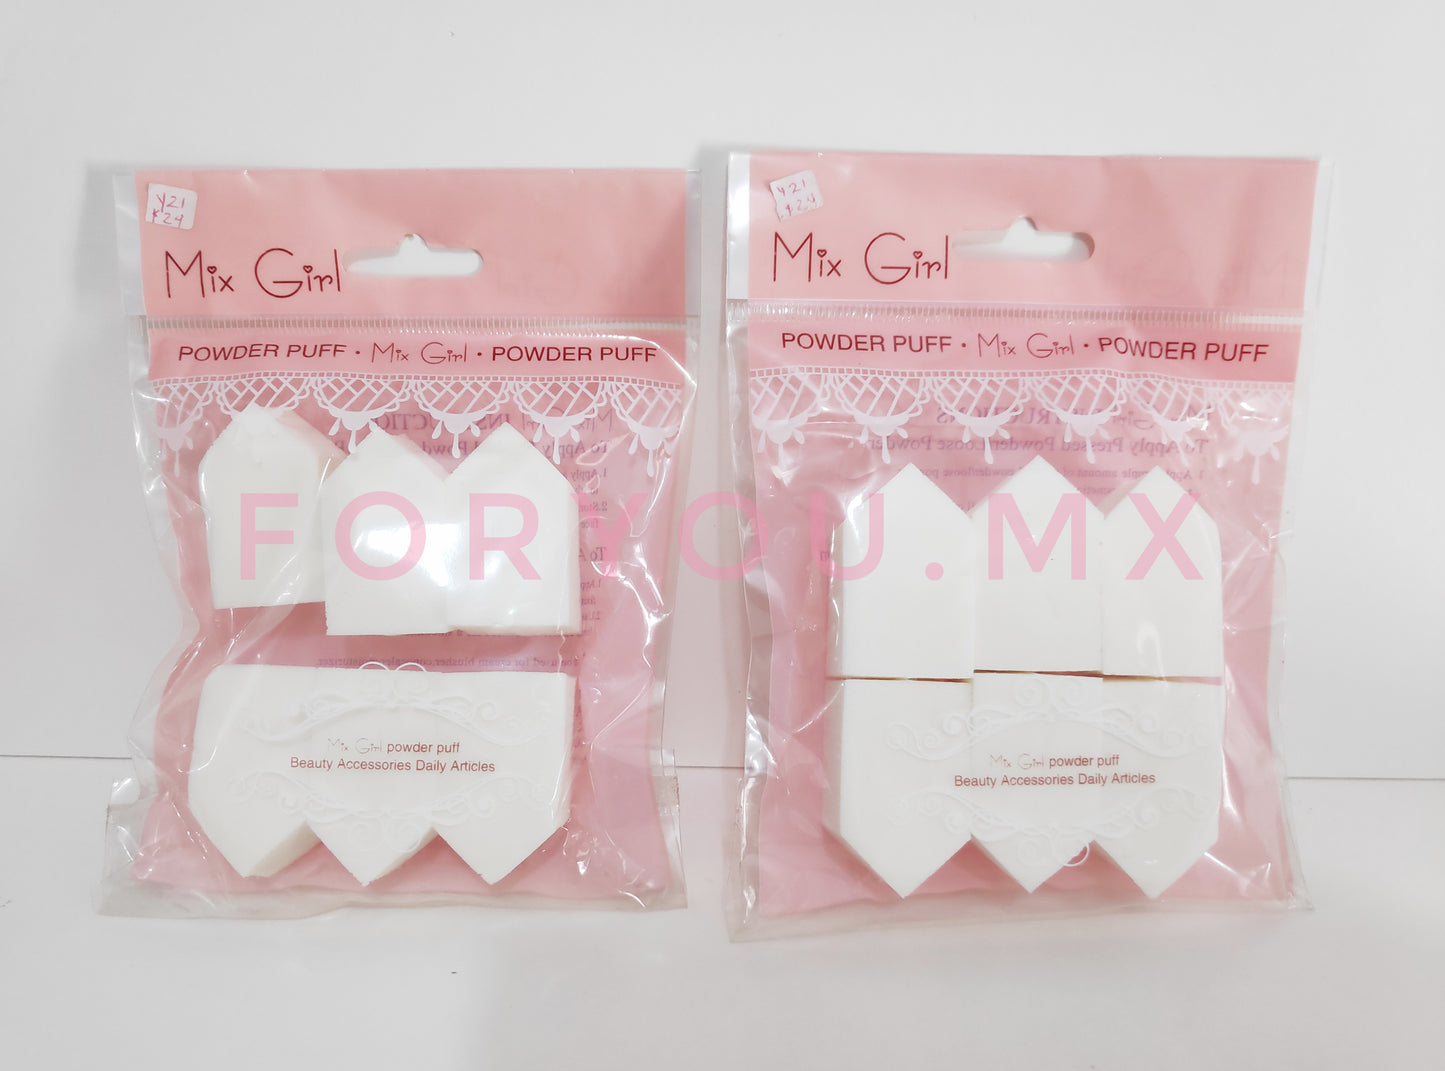 Y21
$24
Mix Girl
POWDER PUFF • Mix Girl • POWDER PUFF
Mix Girl powder puff
Beauty Accessories Daily Articles
Y21
$24
Mix Girl
POWDER PUFF • Mix Girl • POWDER PUFF
To Apply Pressed Powder/Loose Powder
Mix Girl powder puff
Beauty Accessories Daily Articles
FORYOU.MX